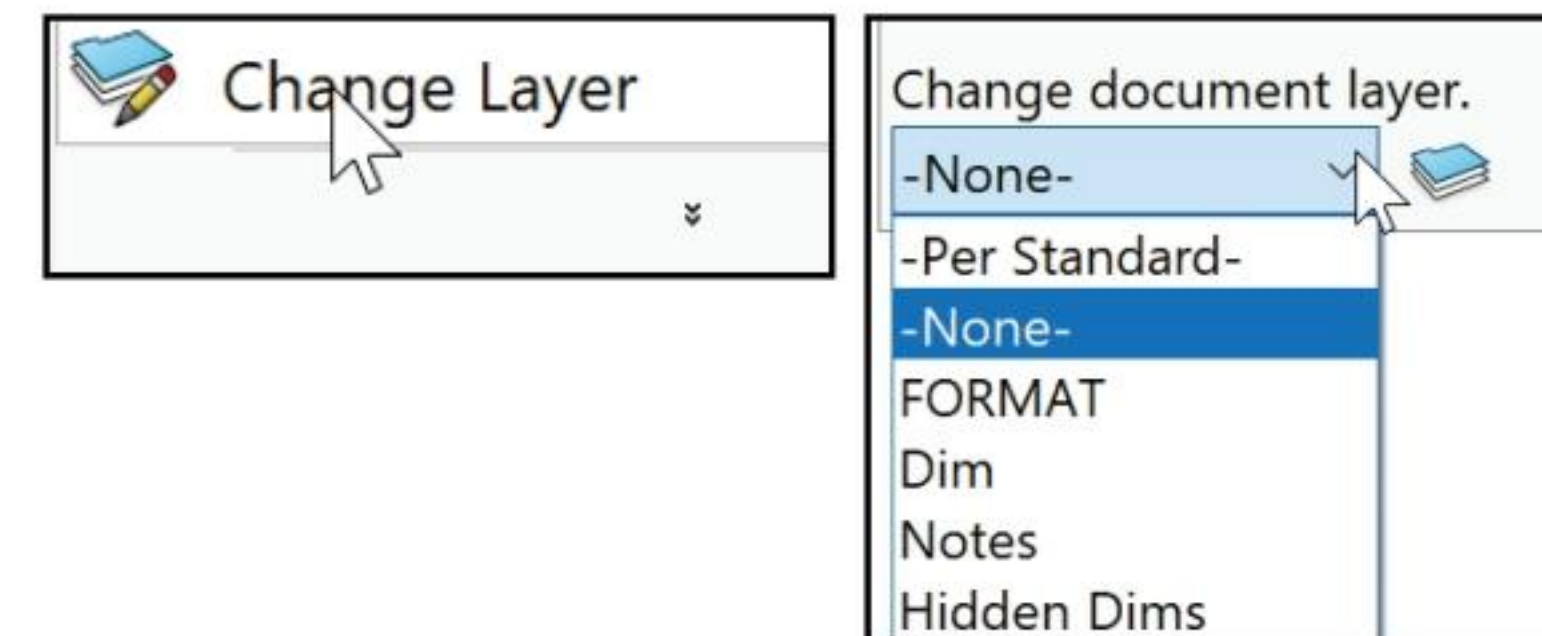 Change Layer
Change document layer.
-None-
-Per Standard-
-None-
FORMAT
Dim
Notes
Hidden Dims